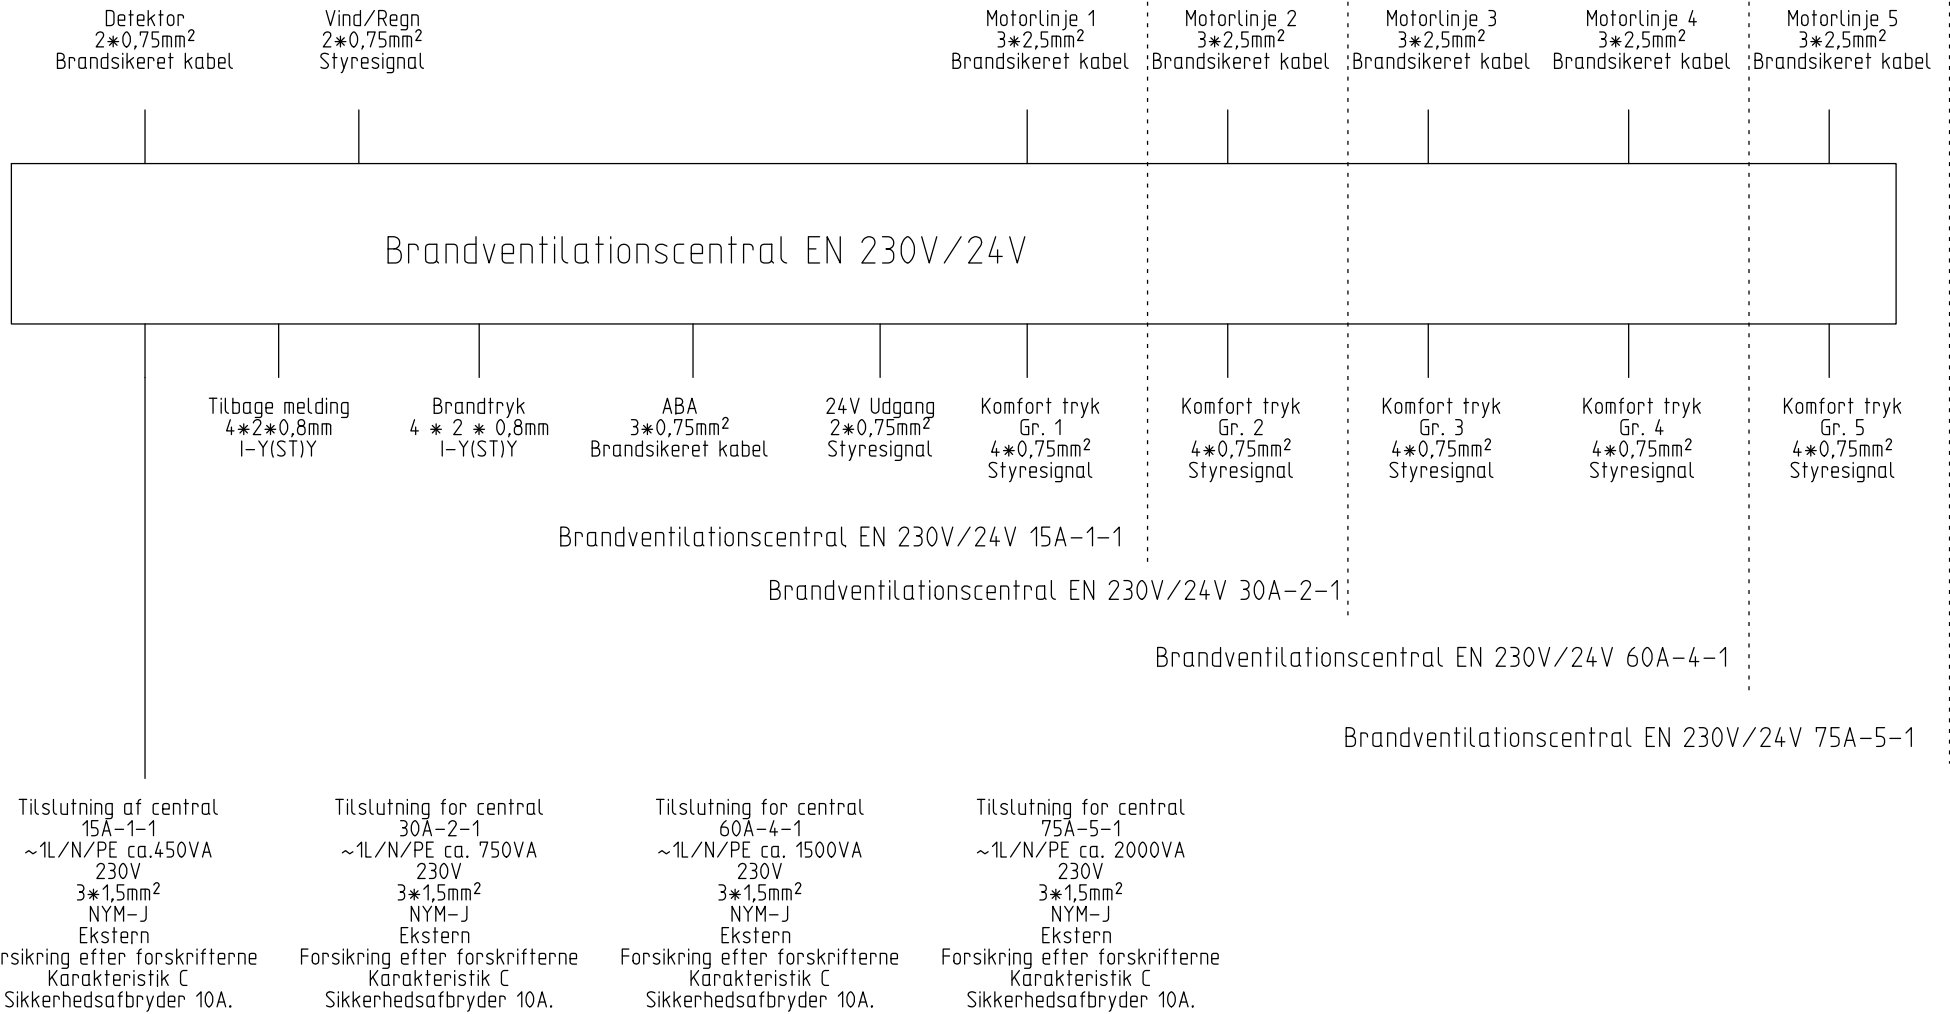 Detektor
2*0,75mm²
Brandsikeret kabel
Vind/Regn
2*0,75mm²
Styresignal
Motorlinje 1
3*2,5mm²
Brandsikeret kabel
Motorlinje 2
3*2,5mm²
Brandsikeret kabel
Motorlinje 3
3*2,5mm²
Brandsikeret kabel
Motorlinje 4
3*2,5mm²
Brandsikeret kabel
Motorlinje 5
3*2,5mm²
Brandsikeret kabel
Brandventilationscentral EN 230V/24V
Tilbage melding
4*2*0,8mm
I-Y(ST)Y
Brandtryk
4 * 2 * 0,8mm
I-Y(ST)Y
ABA
3*0,75mm²
Brandsikeret kabel
24V Udgang
2*0,75mm²
Styresignal
Komfort tryk
Gr. 1
4*0,75mm²
Styresignal
Komfort tryk
Gr. 2
4*0,75mm²
Styresignal
Komfort tryk
Gr. 3
4*0,75mm²
Styresignal
Komfort tryk
Gr. 4
4*0,75mm²
Styresignal
Komfort tryk
Gr. 5
4*0,75mm²
Styresignal
Brandventilationscentral EN 230V/24V 15A-1-1
Brandventilationscentral EN 230V/24V 30A-2-1
Brandventilationscentral EN 230V/24V 60A-4-1
Brandventilationscentral EN 230V/24V 75A-5-1
Tilslutning af central
15A-1-1
~1L/N/PE ca.450VA
230V
3*1,5mm²
NYM-J
Ekstern
rsikring efter forskrifterne
Karakteristik C
Sikkerhedsafbryder 10A.
Tilslutning for central
30A-2-1
~1L/N/PE ca. 750VA
230V
3*1,5mm²
NYM-J
Ekstern
Forsikring efter forskrifterne
Karakteristik C
Sikkerhedsafbryder 10A.
Tilslutning for central
60A-4-1
~1L/N/PE ca. 1500VA
230V
3*1,5mm²
NYM-J
Ekstern
Forsikring efter forskrifterne
Karakteristik C
Sikkerhedsafbryder 10A.
Tilslutning for central
75A-5-1
~1L/N/PE ca. 2000VA
230V
3*1,5mm²
NYM-J
Ekstern
Forsikring efter forskrifterne
Karakteristik C
Sikkerhedsafbryder 10A.